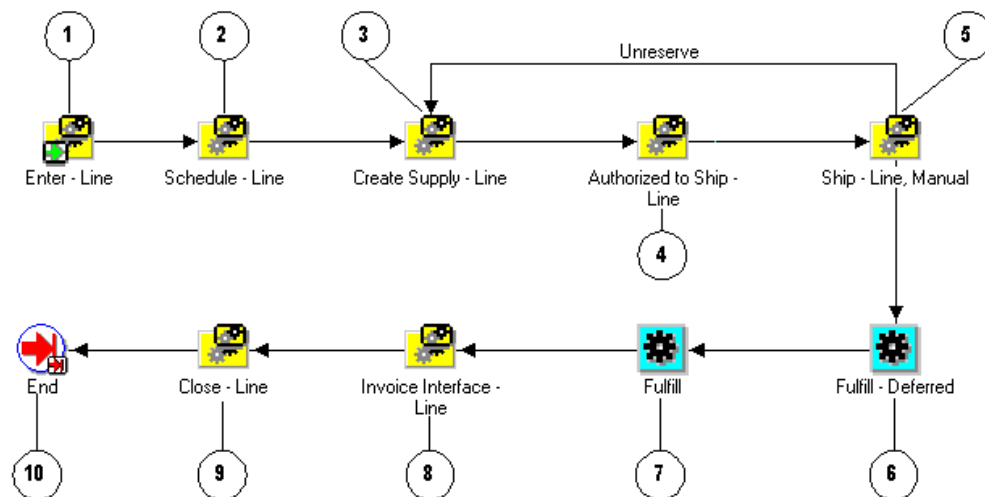 1
2
3
5
Unreserve
Enter - Line
Schedule - Line
Create Supply - Line
Authorized to Ship -
Line
Ship - Line, Manual
4
End
Close - Line
Invoice Interface -
Line
Fulfill
Fulfill - Deferred
10
9
8
7
6